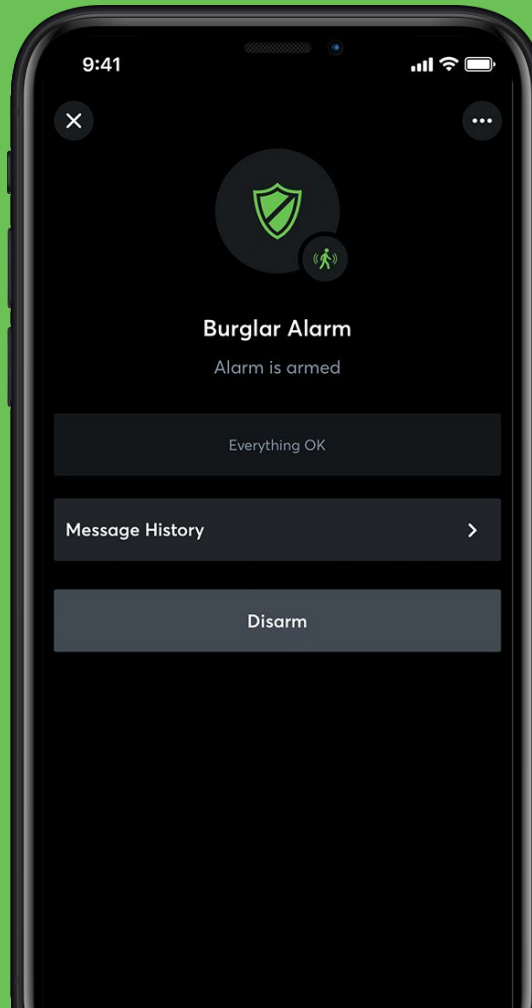 9:41
Burglar Alarm
Alarm is armed
Everything OK
Message History
Disarm